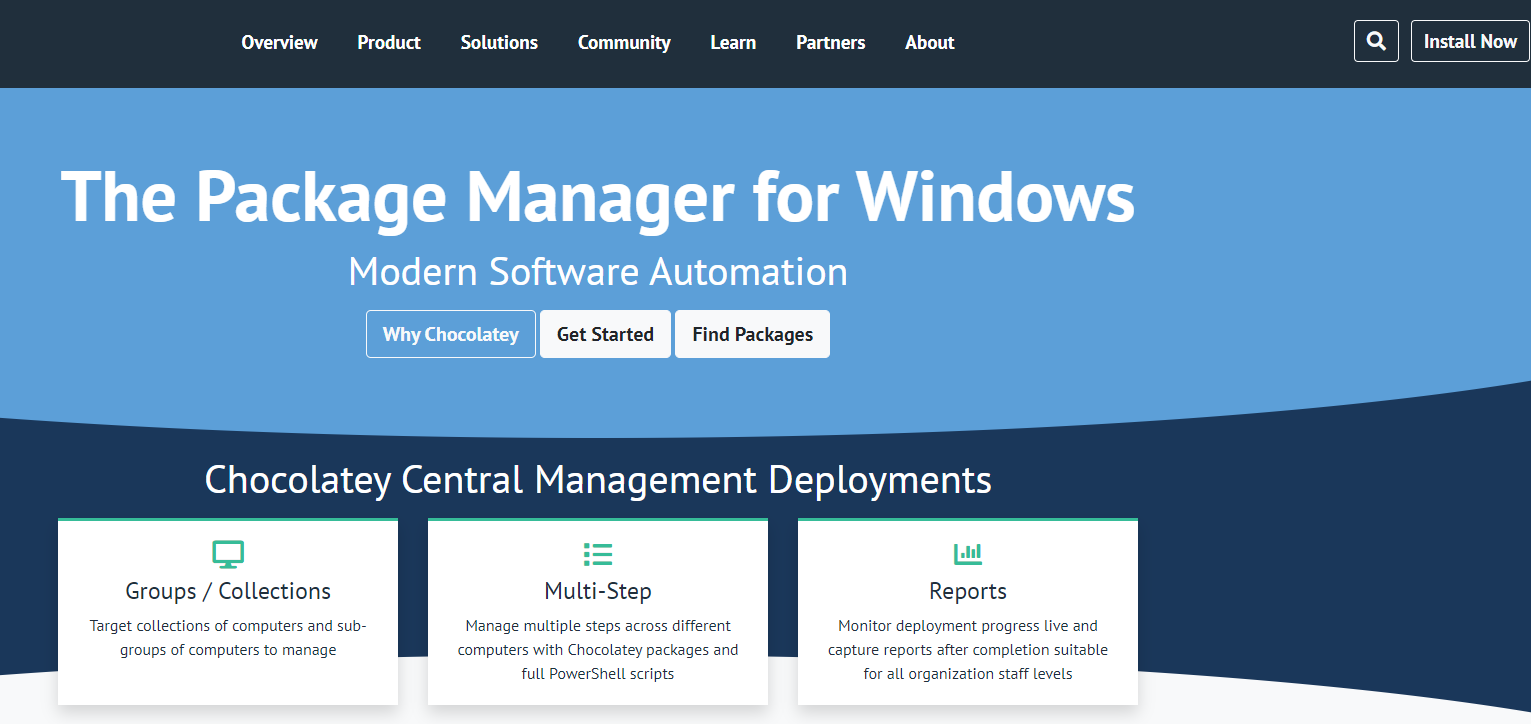 Overview Product Solutions Community Learn Partners About Install Now
The Package Manager for Windows
Modern Software Automation
Why Chocolatey Get Started Find Packages
Chocolatey Central Management Deployments
Groups / Collections
Target collections of computers and sub-
groups of computers to manage
Multi-Step
Manage multiple steps across different
computers with Chocolatey packages and
full PowerShell scripts
Reports
Monitor deployment progress live and
capture reports after completion suitable
for all organization staff levels